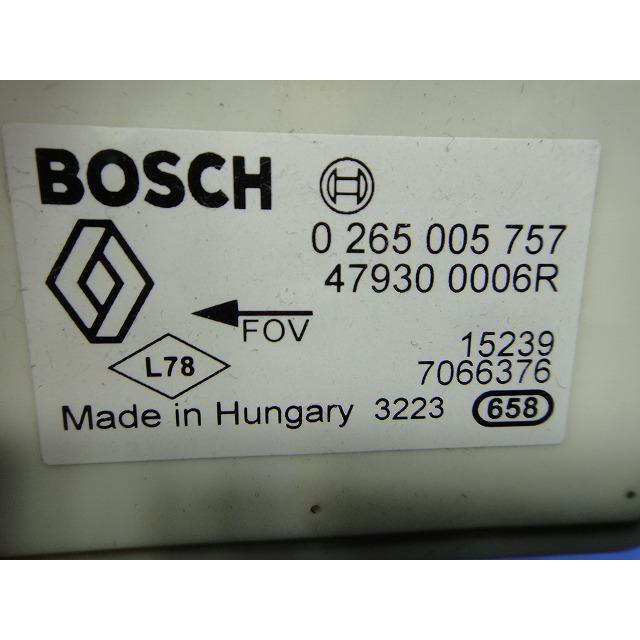 BOSCH
0 265 005 757
47930 0006R
FOV
15239
L78
7066376
Made in Hungary 3223 658